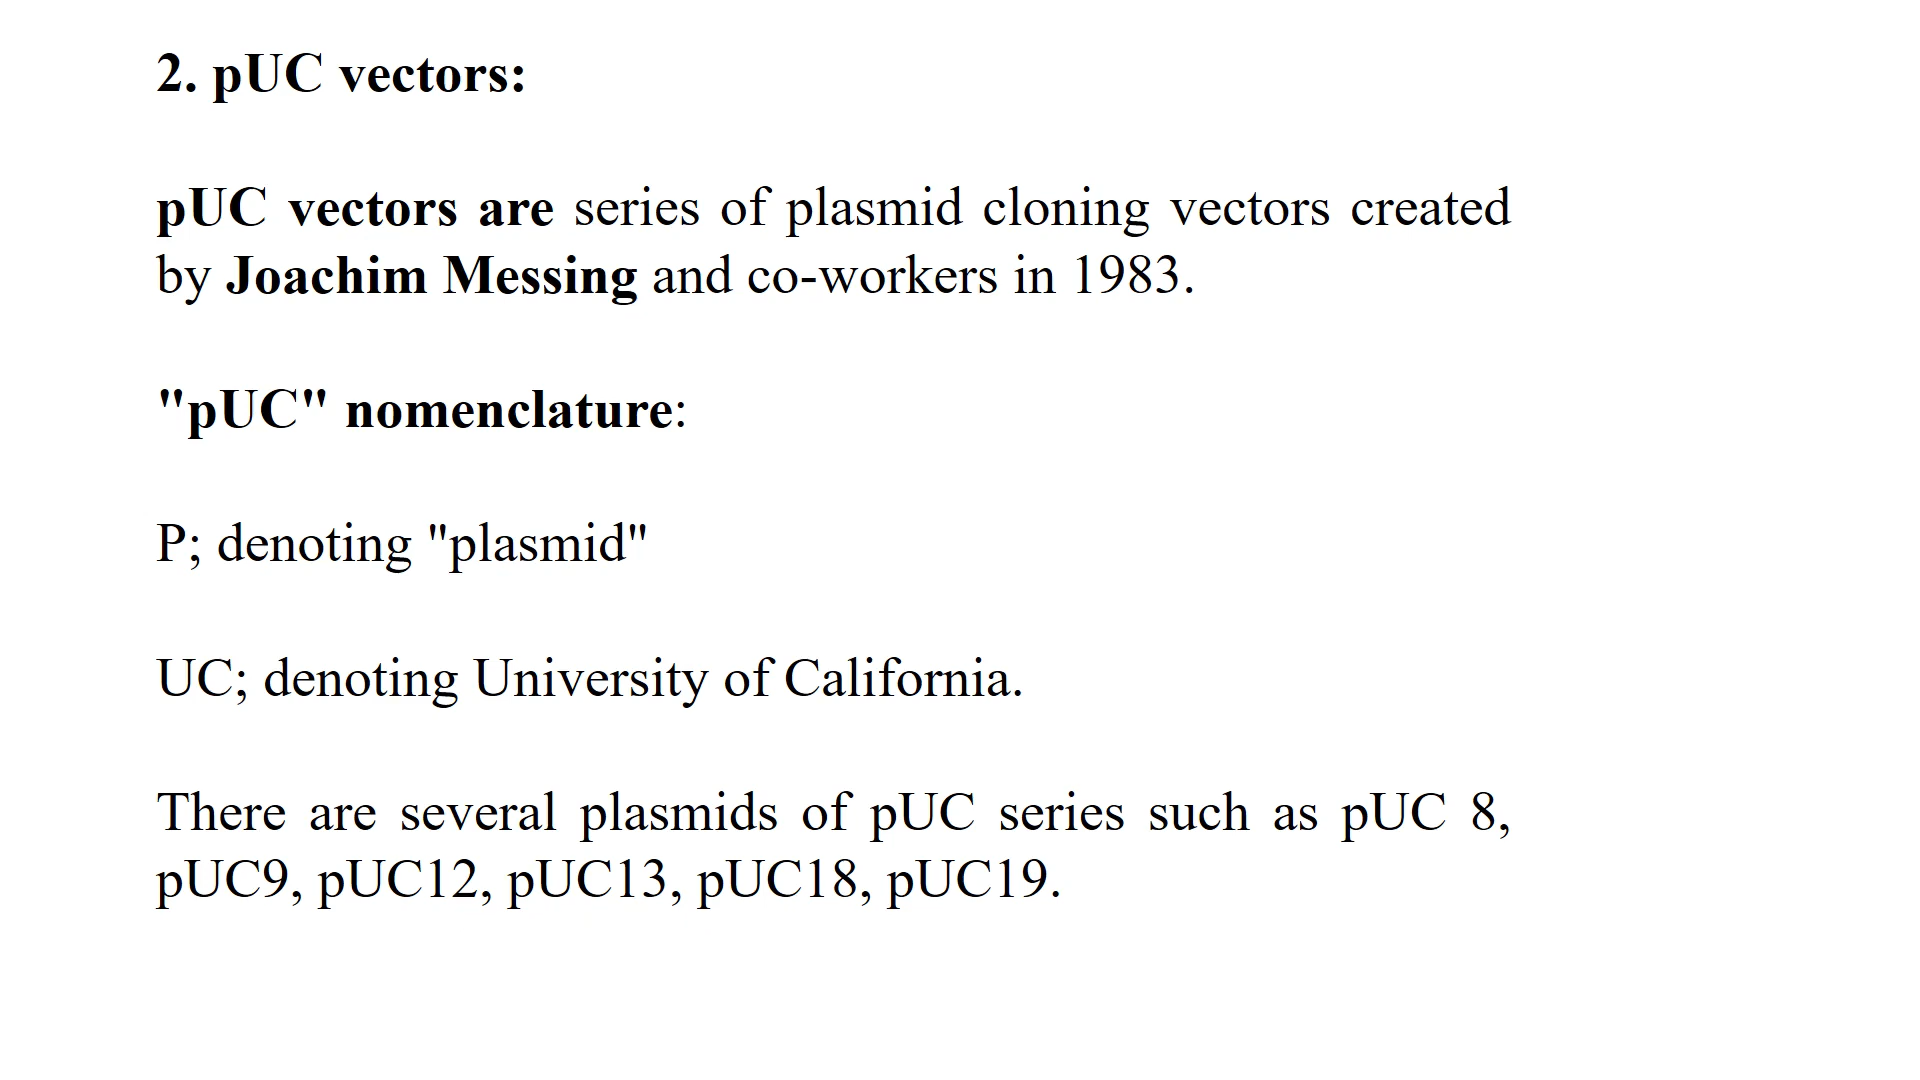 2. pUC vectors:
pUC vectors are series of plasmid cloning vectors created
by Joachim Messing and co-workers in 1983.
"pUC" nomenclature:
P; denoting "plasmid"
UC; denoting University of California.
There are several plasmids of pUC series such as pUC 8,
pUC9, pUC12, pUC13, pUC18, pUC19.